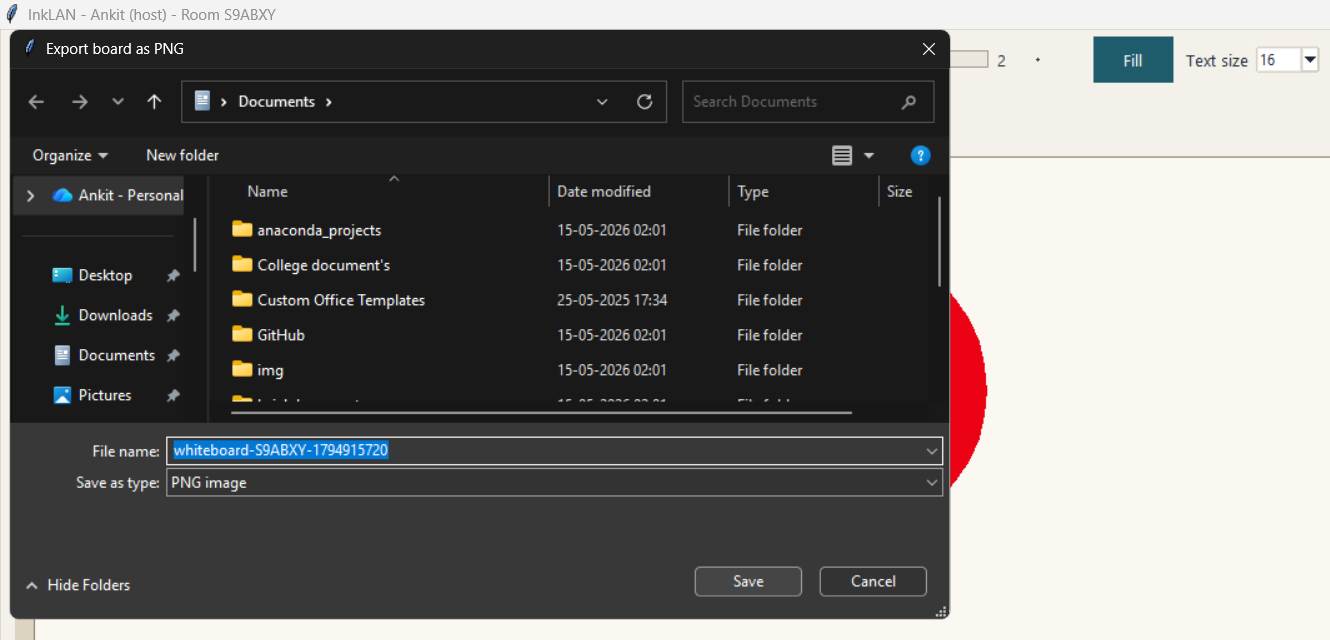 InkLAN - Ankit (host) - Room S9ABXY
Export board as PNG
2
Fill
Text size 16
Documents
Search Documents
Organize
New folder
Ankit - Personal
Desktop
Downloads
Documents
Pictures
Name Date modified Type Size
anaconda_projects 15-05-2026 02:01 File folder
College document's 15-05-2026 02:01 File folder
Custom Office Templates 25-05-2025 17:34 File folder
GitHub 15-05-2026 02:01 File folder
img 15-05-2026 02:01 File folder
File name: whiteboard-S9ABXY-1794915720
Save as type: PNG image
Hide Folders
Save
Cancel